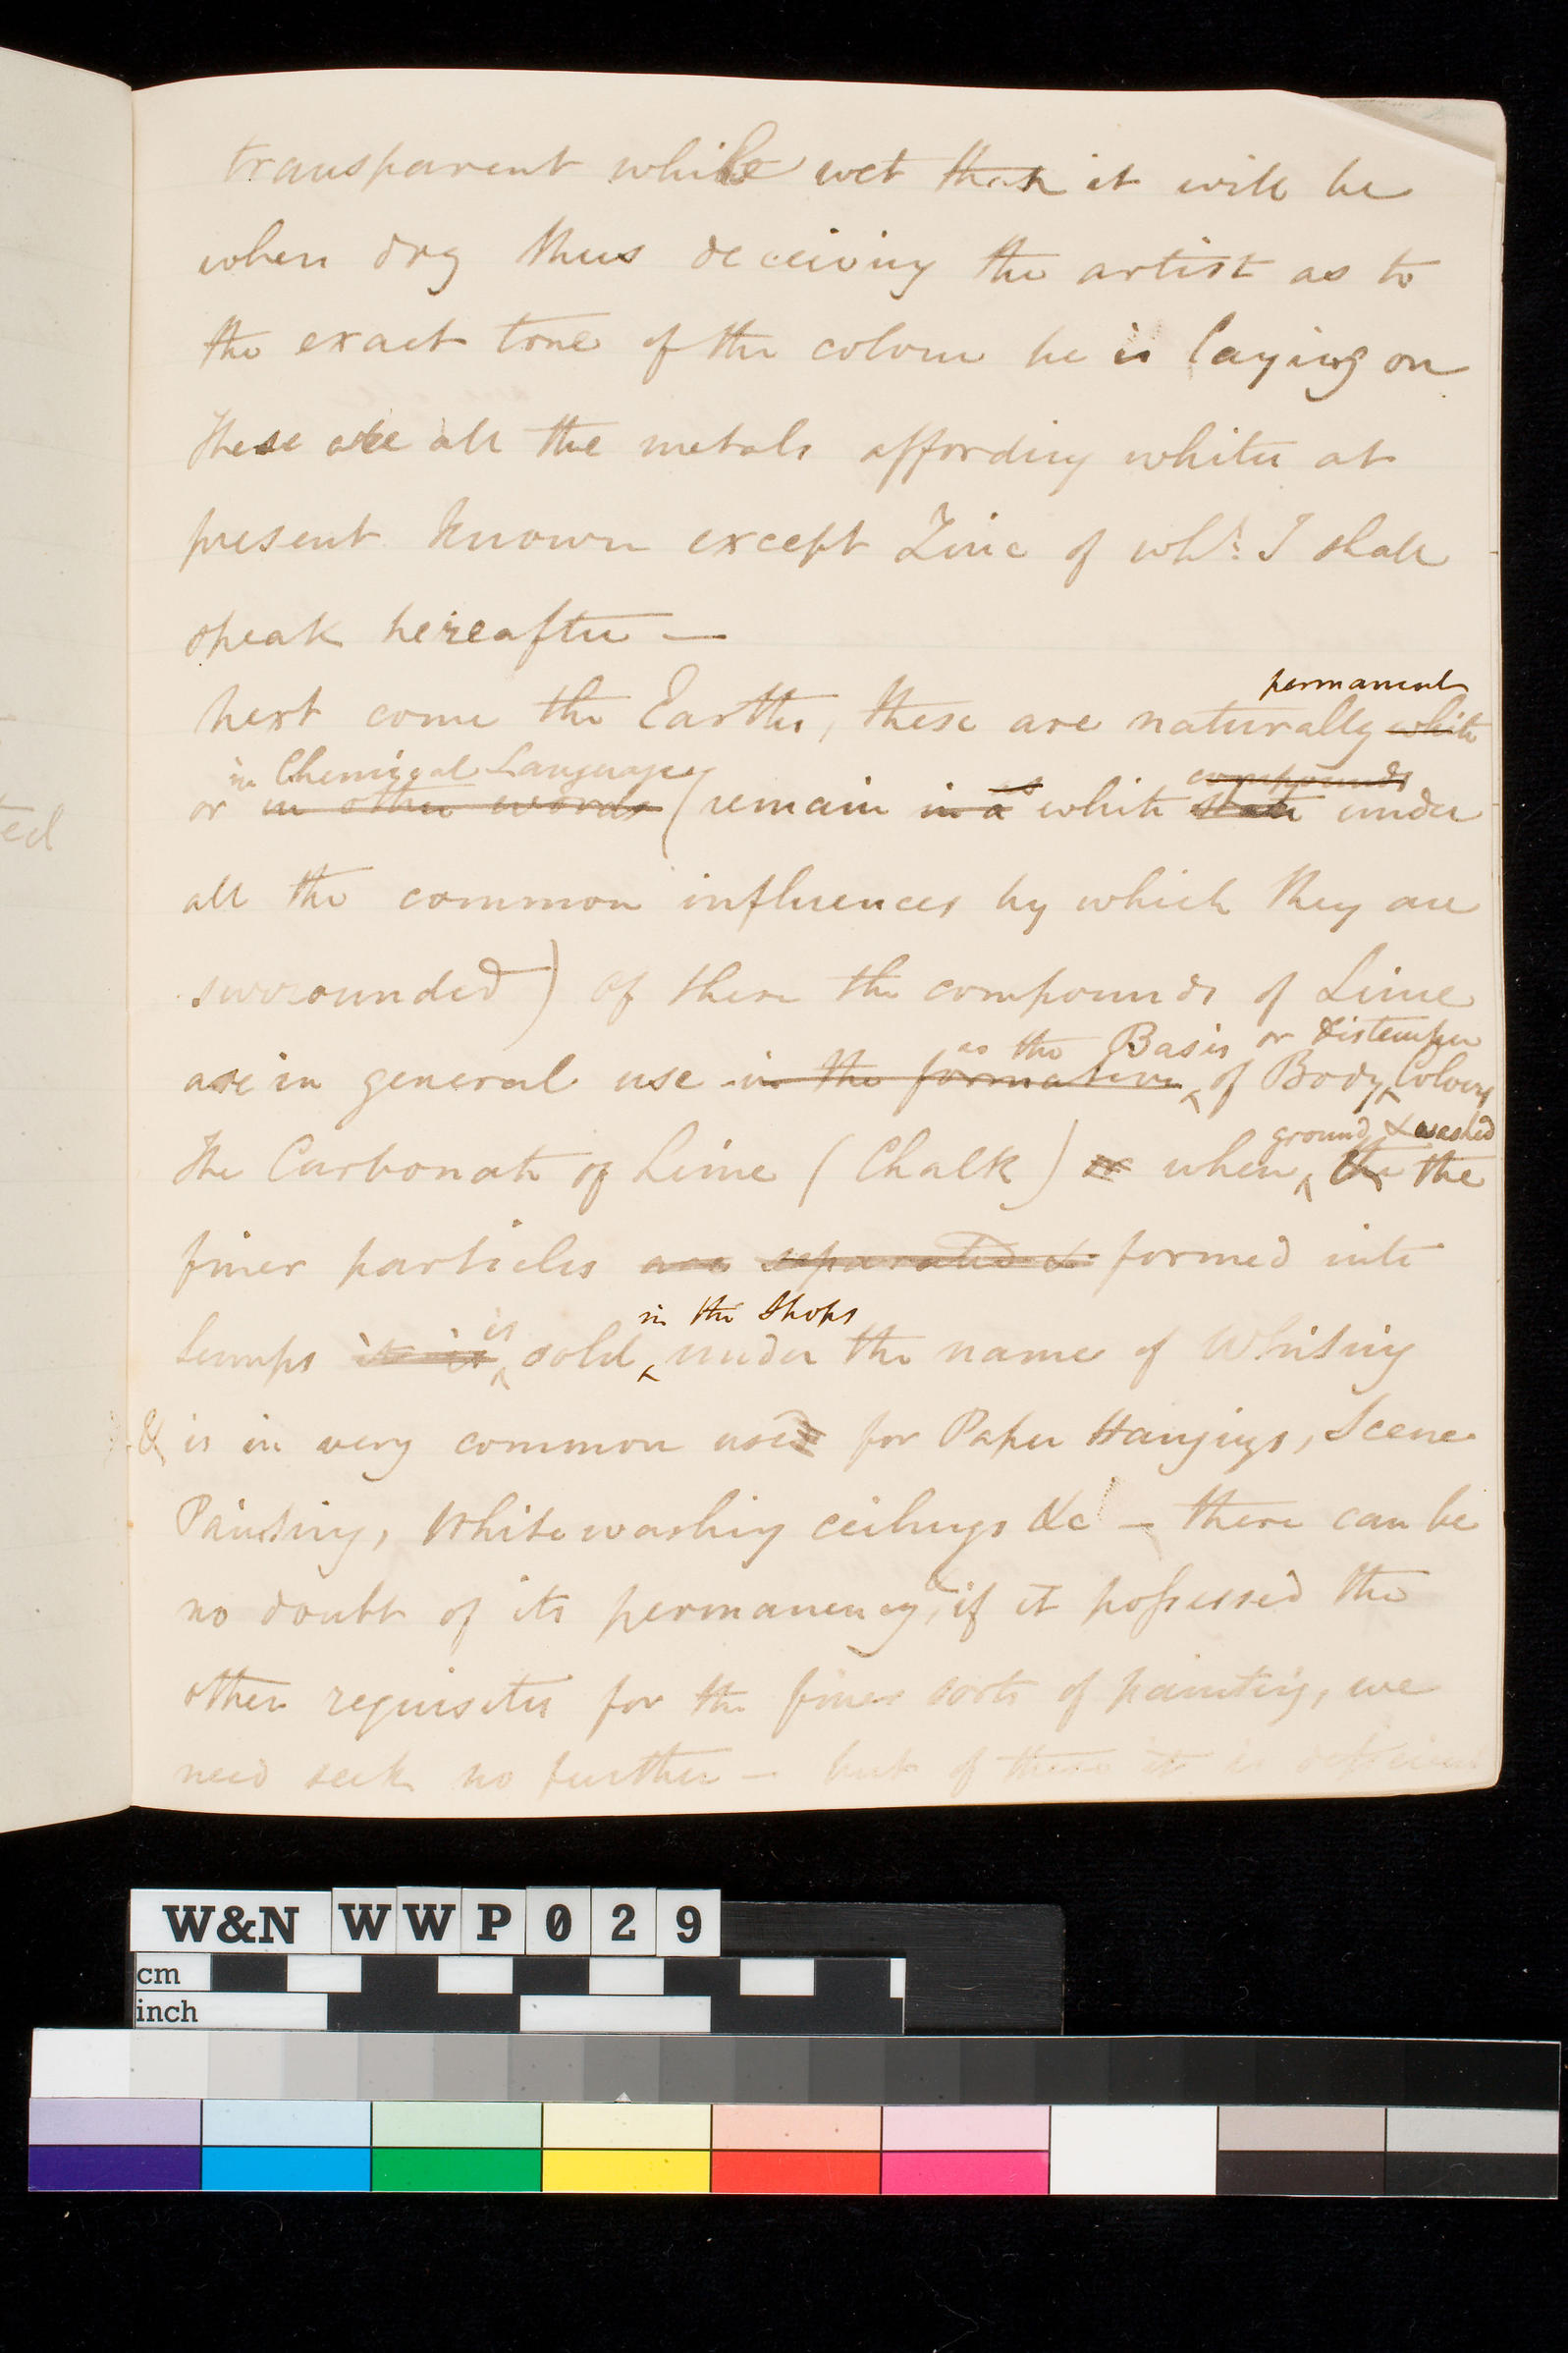 transparent while wet than it will be
when dry thus deceiving the artist as to
the exact tone of the colour he is laying on
These are all the metals affording whites at
present known except Zinc of wh: I shall
speak hereafter —
permanent
next come the Earths, these are naturally white
in Chemical Language as compounds
or in other words (remain in a white state under
all the common influences by which they are
surrounded) of these the compounds of Lime
as the Basis or distemper
are in general use in the formation of Body Colours
ground & washed
The Carbonate of Lime (Chalk) is when the the
finer particles are separated & formed into
is in the Shops
lumps it is sold under the name of Whiting
& is in very common used for Paper Hangings, Scene
Painting, Whitewashing ceilings &c — there can be
no doubt of its permanency, if it possessed the
other requisites for the finer sorts of painting, we
need seek no further — but of these it is deficient
ted
W&N WWP029
cm
inch